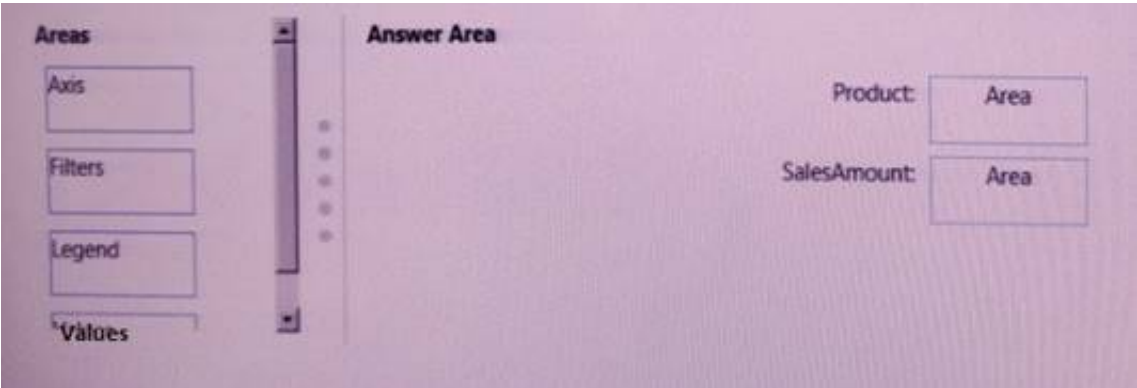 Areas
Axis
Filters
Legend
Values
Answer Area
Product: Area
SalesAmount: Area